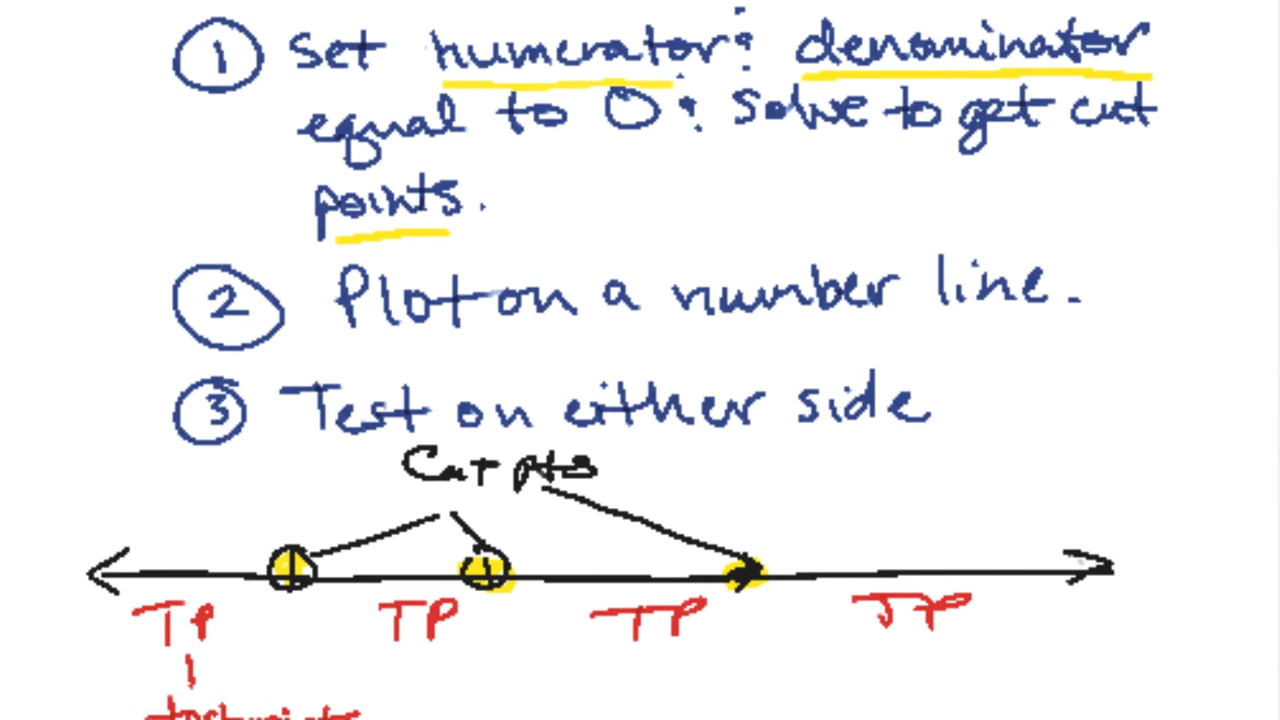 ① Set numerator & denominator
equal to 0 & solve to get cut
points.
② Plot on a number line.
③ Test on either side
Cut pts
TP TP TP TP